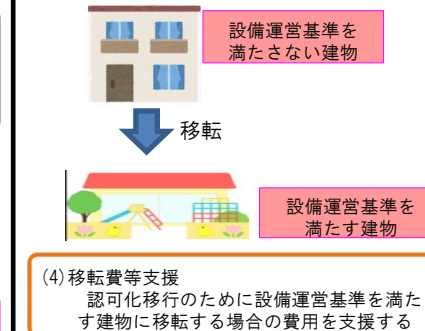 設備運営基準を
満たさない建物
移転
設備運営基準を
満たす建物
(4)移転費等支援
認可化移行のために設備運営基準を満た
す建物に移転する場合の費用を支援する